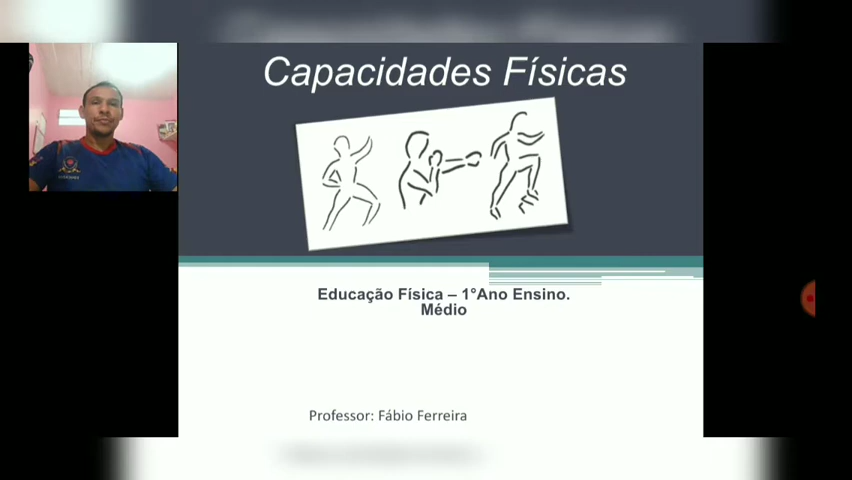 Capacidades Físicas
Educação Física – 1°Ano Ensino.
Médio
Professor: Fábio Ferreira